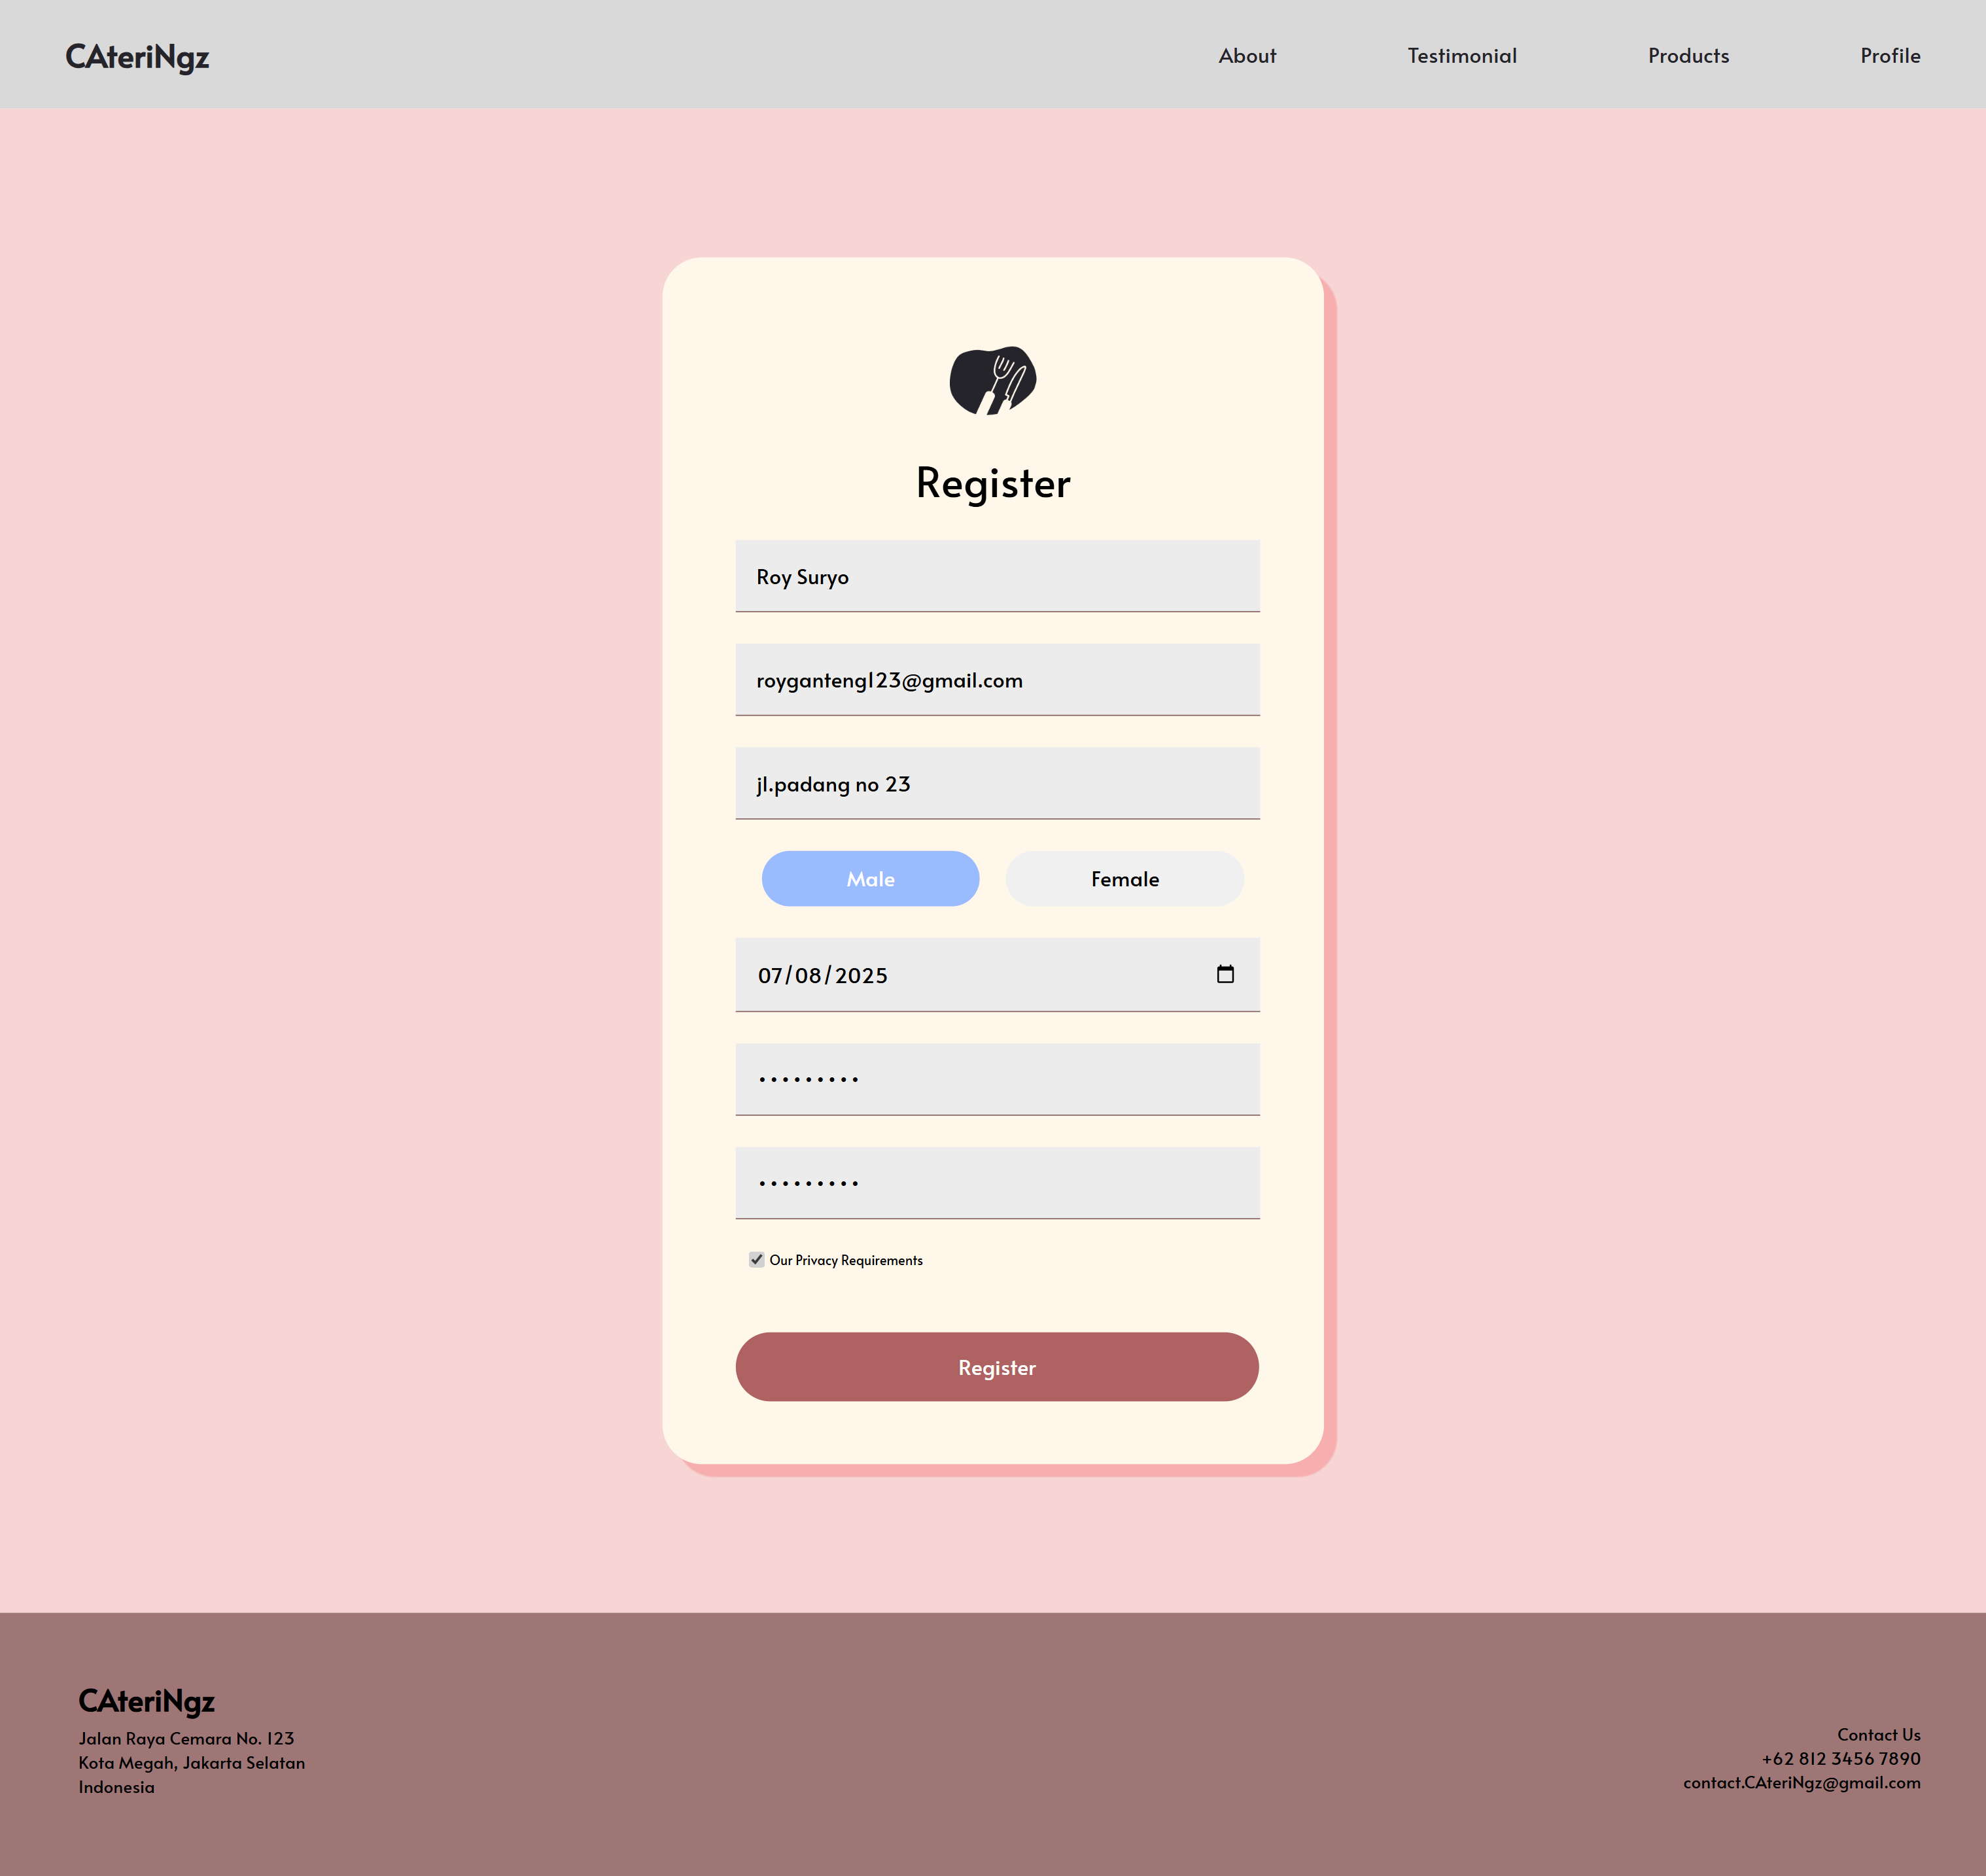 CAteriNgz
About
Testimonial
Products
Profile
Register
Roy Suryo
royganteng123@gmail.com
jl.padang no 23
Male
Female
07/08/2025
•••••••••
•••••••••
Our Privacy Requirements
Register
CAteriNgz
Jalan Raya Cemara No. 123
Kota Megah, Jakarta Selatan
Indonesia
Contact Us
+62 812 3456 7890
contact.CAteriNgz@gmail.com